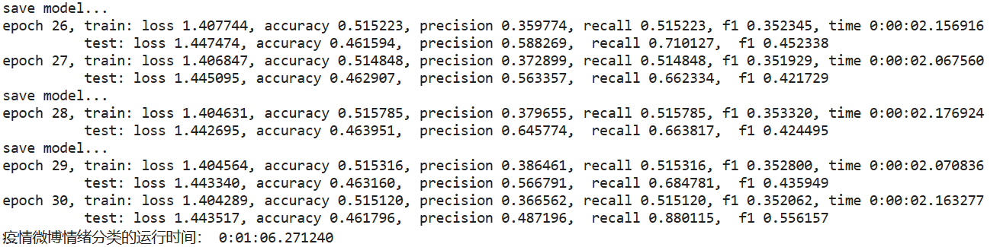 save model...
epoch 26, train: loss 1.407744, accuracy 0.515223, precision 0.359774, recall 0.515223, f1 0.352345, time 0:00:02.156916
test: loss 1.447474, accuracy 0.461594,  precision 0.588269,  recall 0.710127,  f1 0.452338
epoch 27, train: loss 1.406847, accuracy 0.514848, precision 0.372899, recall 0.514848, f1 0.351929, time 0:00:02.067560
test: loss 1.445095, accuracy 0.462907,  precision 0.563357,  recall 0.662334,  f1 0.421729
save model...
epoch 28, train: loss 1.404631, accuracy 0.515785, precision 0.379655, recall 0.515785, f1 0.353320, time 0:00:02.176924
test: loss 1.442695, accuracy 0.463951,  precision 0.645774,  recall 0.663817,  f1 0.424495
save model...
epoch 29, train: loss 1.404564, accuracy 0.515316, precision 0.386461, recall 0.515316, f1 0.352800, time 0:00:02.070836
test: loss 1.443340, accuracy 0.463160,  precision 0.566791,  recall 0.684781,  f1 0.435949
epoch 30, train: loss 1.404289, accuracy 0.515120, precision 0.366562, recall 0.515120, f1 0.352062, time 0:00:02.163277
test: loss 1.443517, accuracy 0.461796,  precision 0.487196,  recall 0.880115,  f1 0.556157
疫情微博情绪分类的运行时间： 0:01:06.271240